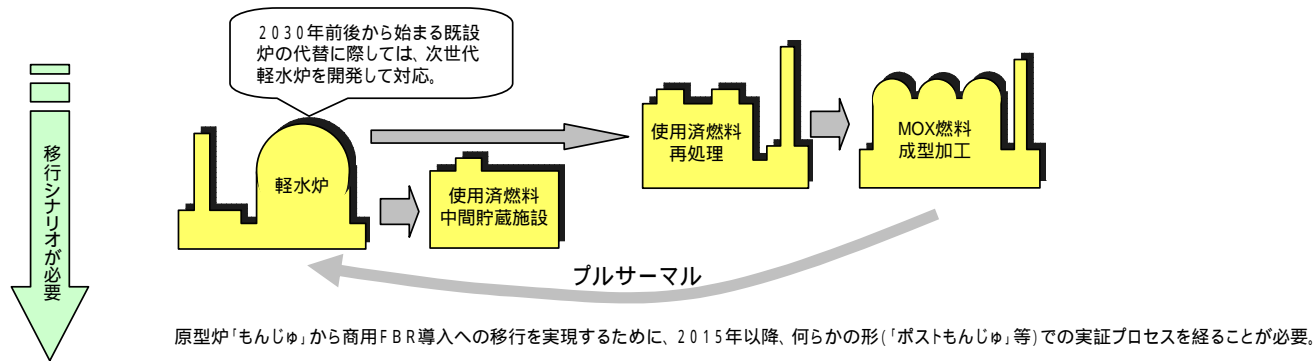 2030年前後から始まる既設
炉の代替に際しては、次世代
軽水炉を開発して対応。
移行シナリオが必要
軽水炉
使用済燃料
中間貯蔵施設
使用済燃料
再処理
MOX燃料
成型加工
プルサーマル
原型炉「もんじゅ」から商用FBR導入への移行を実現するために、2015年以降、何らかの形(「ポストもんじゅ」等)での実証プロセスを経ることが必要。